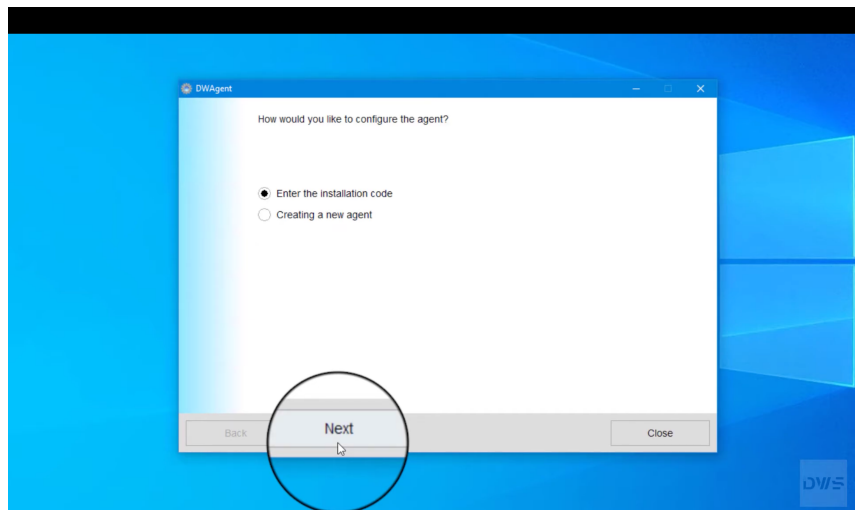 DWAgent
How would you like to configure the agent?
Enter the installation code
Creating a new agent
Back
Next
Close
DWS